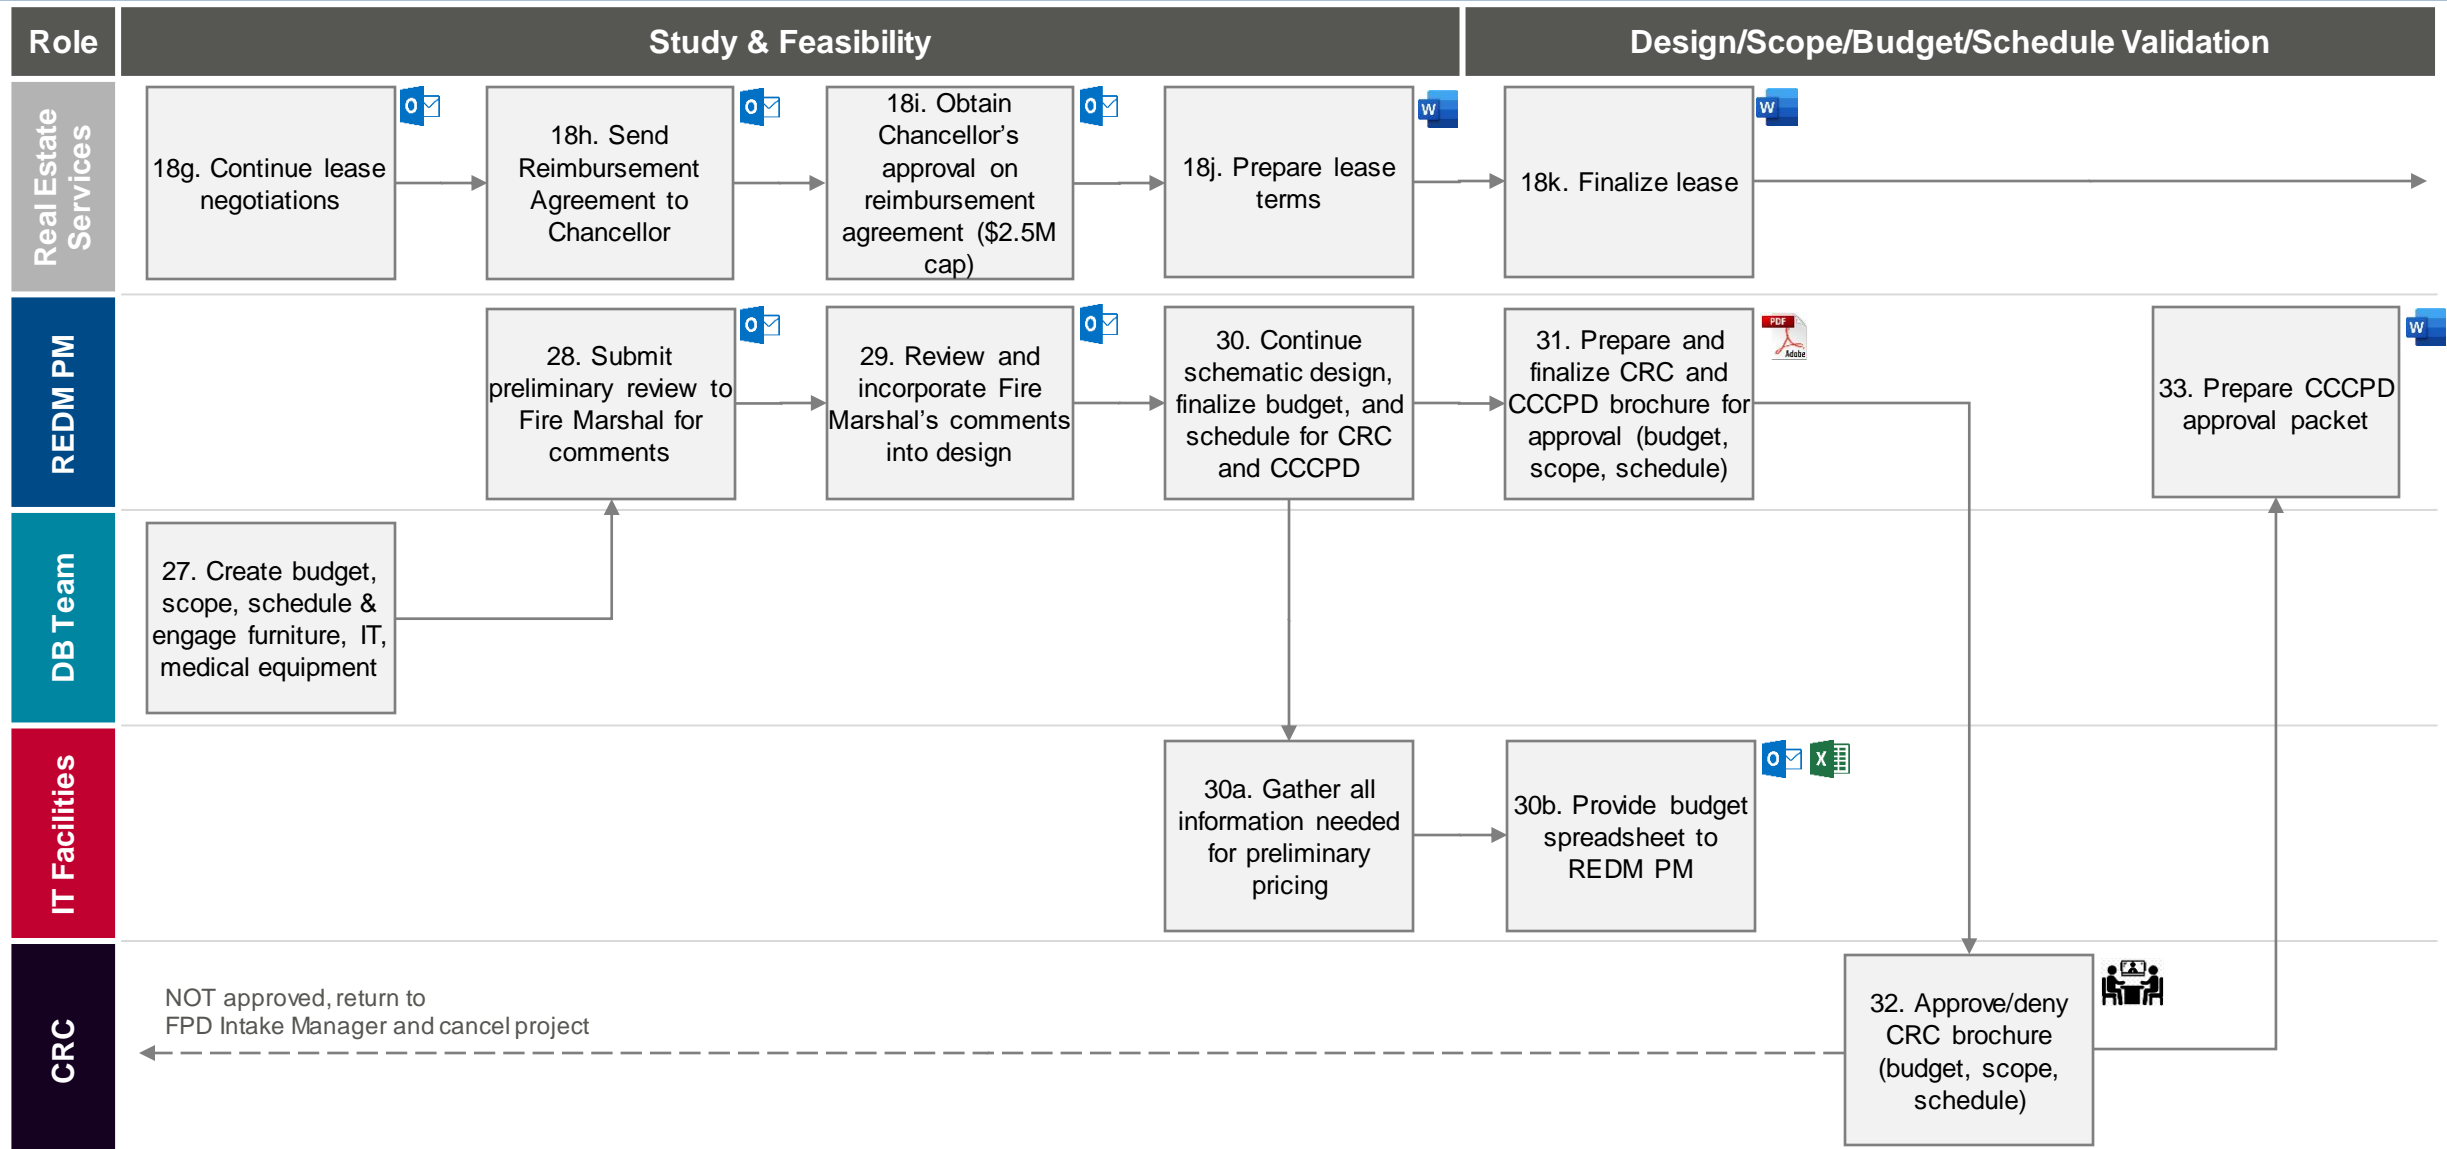 Role
Study & Feasibility
Design/Scope/Budget/Schedule Validation
Real Estate
Services
18g. Continue lease
negotiations
18h. Send
Reimbursement
Agreement to
Chancellor
18i. Obtain
Chancellor’s
approval on
reimbursement
agreement ($2.5M
cap)
18j. Prepare lease
terms
18k. Finalize lease
REDM PM
28. Submit
preliminary review to
Fire Marshal for
comments
29. Review and
incorporate Fire
Marshal’s comments
into design
30. Continue
schematic design,
finalize budget, and
schedule for CRC
and CCCPD
31. Prepare and
finalize CRC and
CCCPD brochure for
approval (budget,
scope, schedule)
PDF
Adobe
33. Prepare CCCPD
approval packet
DB Team
27. Create budget,
scope, schedule &
engage furniture, IT,
medical equipment
IT Facilities
30a. Gather all
information needed
for preliminary
pricing
30b. Provide budget
spreadsheet to
REDM PM
CRC
NOT approved, return to
FPD Intake Manager and cancel project
32. Approve/deny
CRC brochure
(budget, scope,
schedule)